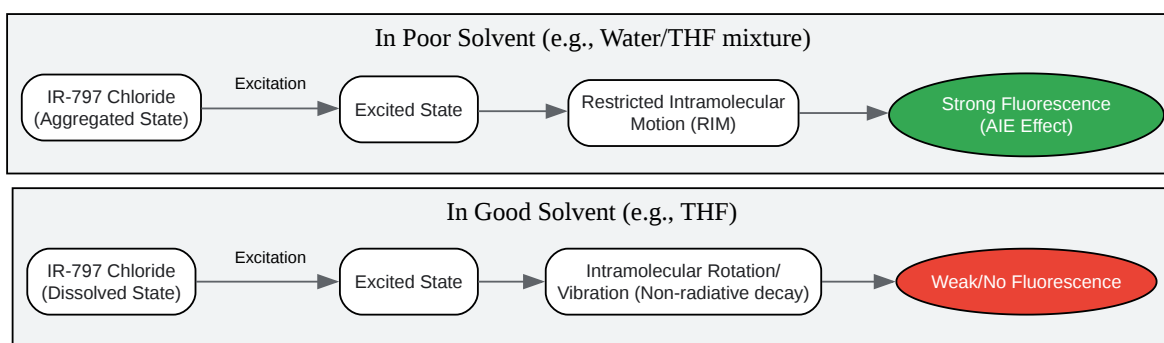 In Poor Solvent (e.g., Water/THF mixture)
IR-797 Chloride
(Aggregated State)
Excitation
Excited State
Restricted Intramolecular
Motion (RIM)
Strong Fluorescence
(AIE Effect)
In Good Solvent (e.g., THF)
IR-797 Chloride
(Dissolved State)
Excitation
Excited State
Intramolecular Rotation/
Vibration (Non-radiative decay)
Weak/No Fluorescence